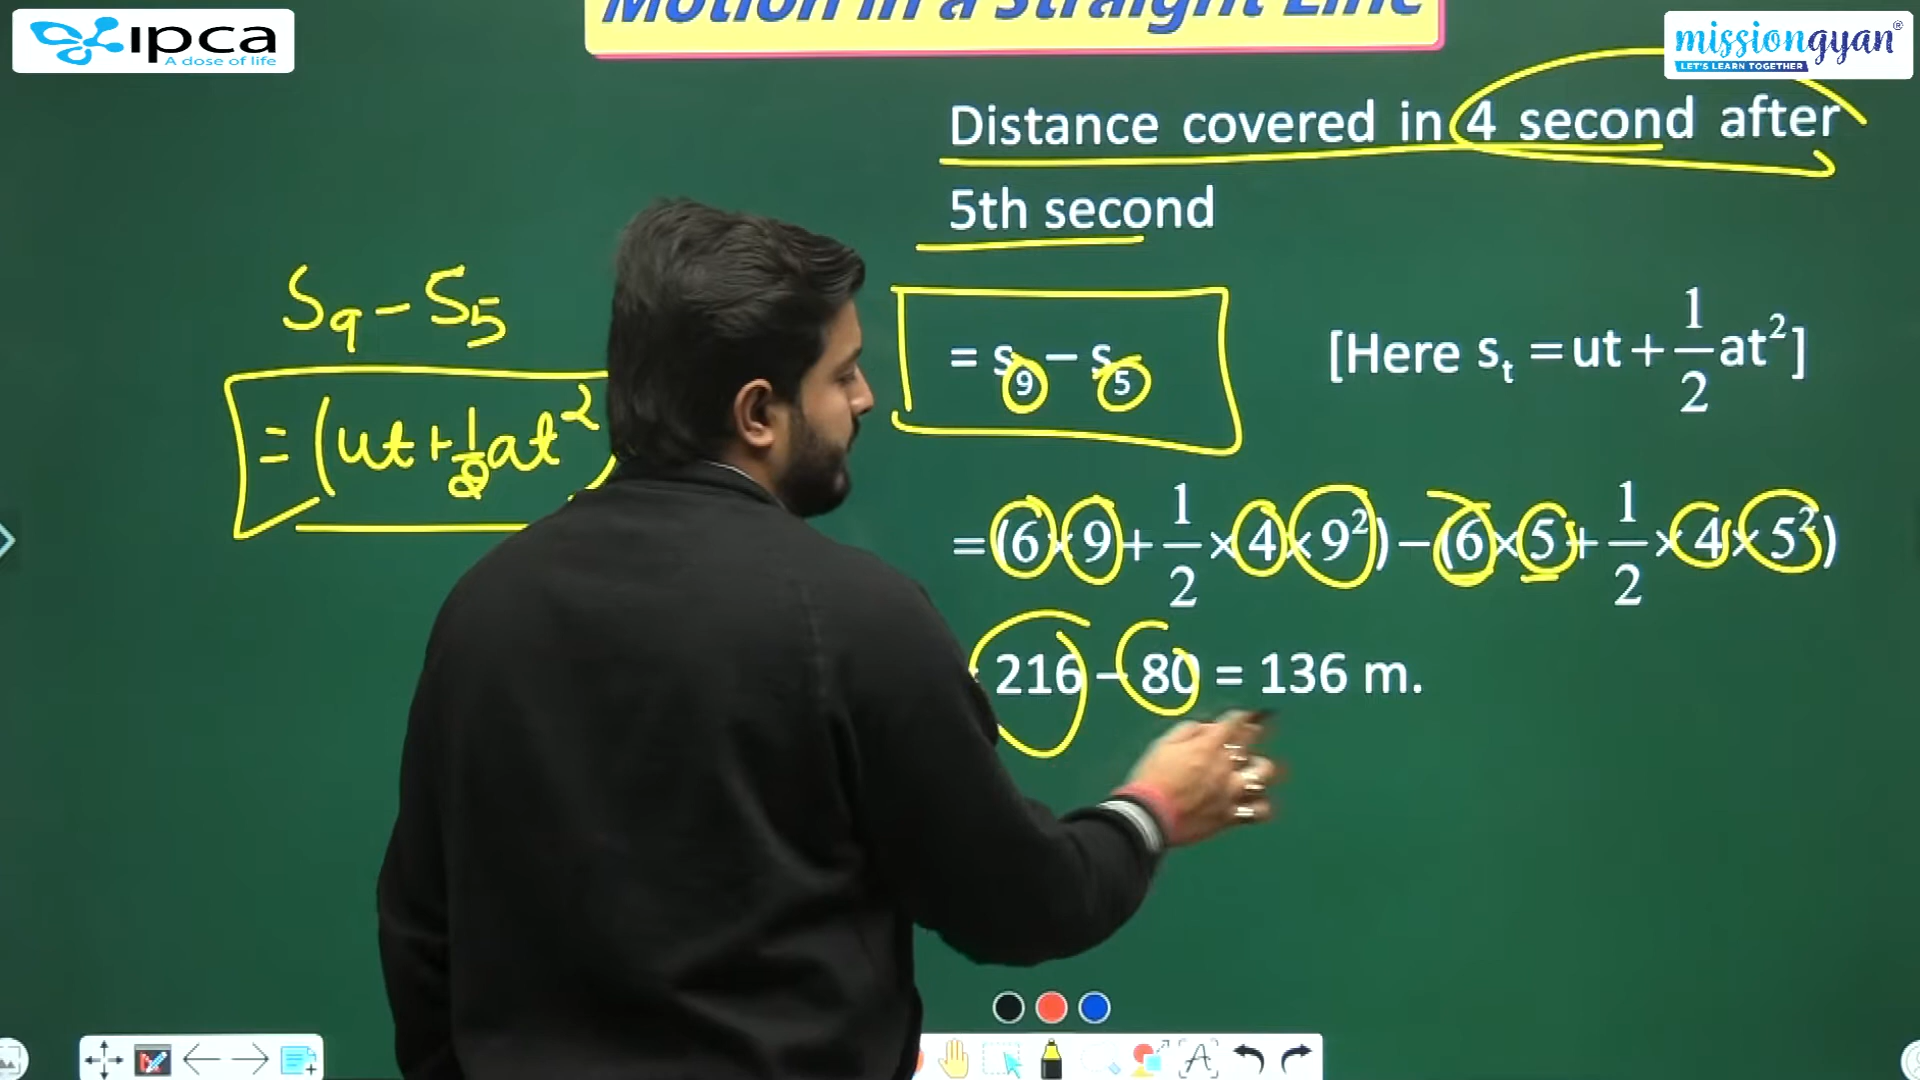 ipca
A dose of life
Motion in a Straight Line
missiongyan®
LET'S LEARN TOGETHER
Distance covered in 4 second after
5th second
S9 - S5
= s9 − s5
[Here st = ut + 1/2 at²]
= (ut + 1/2 at²)
= (6 × 9 + 1/2 × 4 × 9²) − (6 × 5 + 1/2 × 4 × 5²)
= 216 − 80 = 136 m.
A